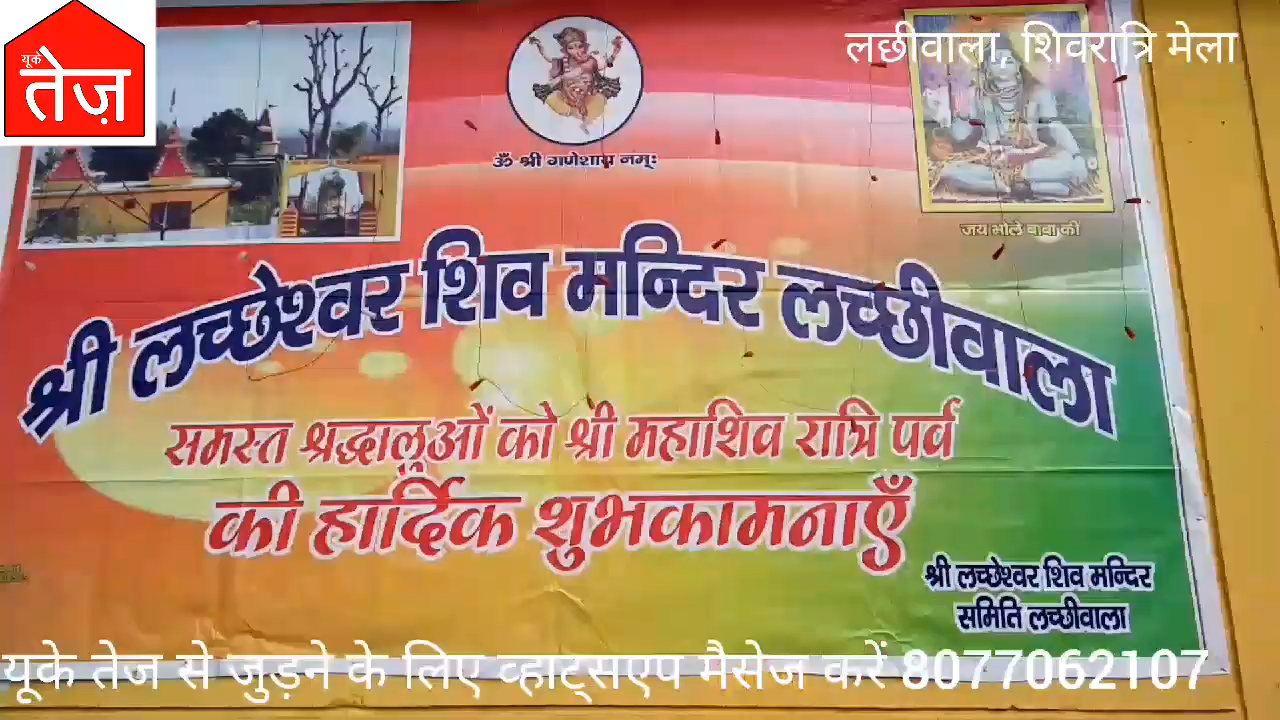 यूके
तेज़
लछीवाला, शिवरात्रि मेला
ॐ श्री गणेशाय नम्ः
जय भोले बाबा की
श्री लच्छेश्वर शिव मन्दिर लच्छीवाला
समस्त श्रद्धालुओं को श्री महाशिव रात्रि पर्व
की हार्दिक शुभकामनाएँ
श्री लच्छेश्वर शिव मन्दिर
समिति लच्छीवाला
यूके तेज से जुड़ने के लिए व्हाट्सएप मैसेज करें 8077062107